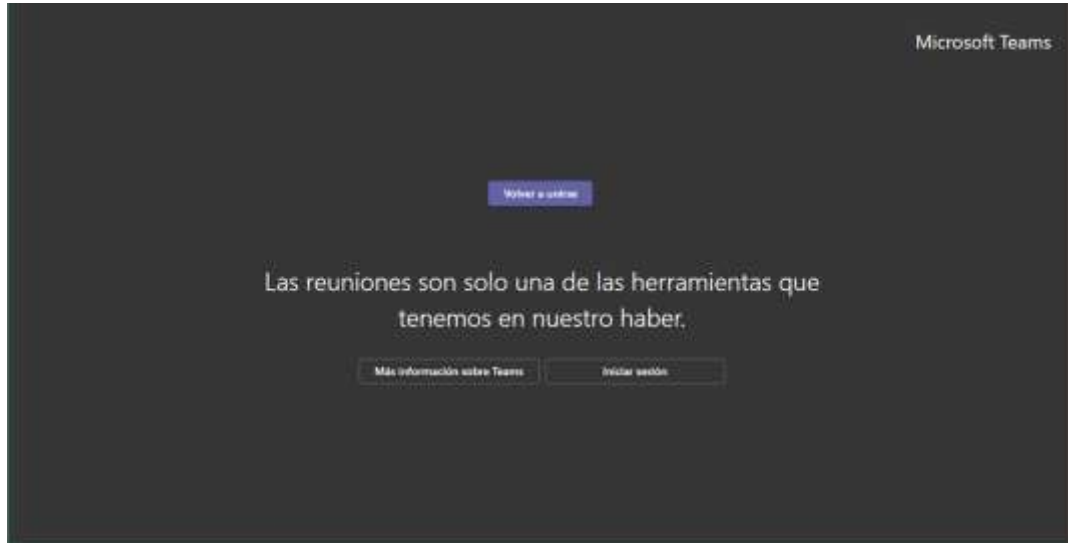 Microsoft Teams
Volver a unirse
Las reuniones son solo una de las herramientas que
tenemos en nuestro haber.
Más información sobre Teams
Iniciar sesión